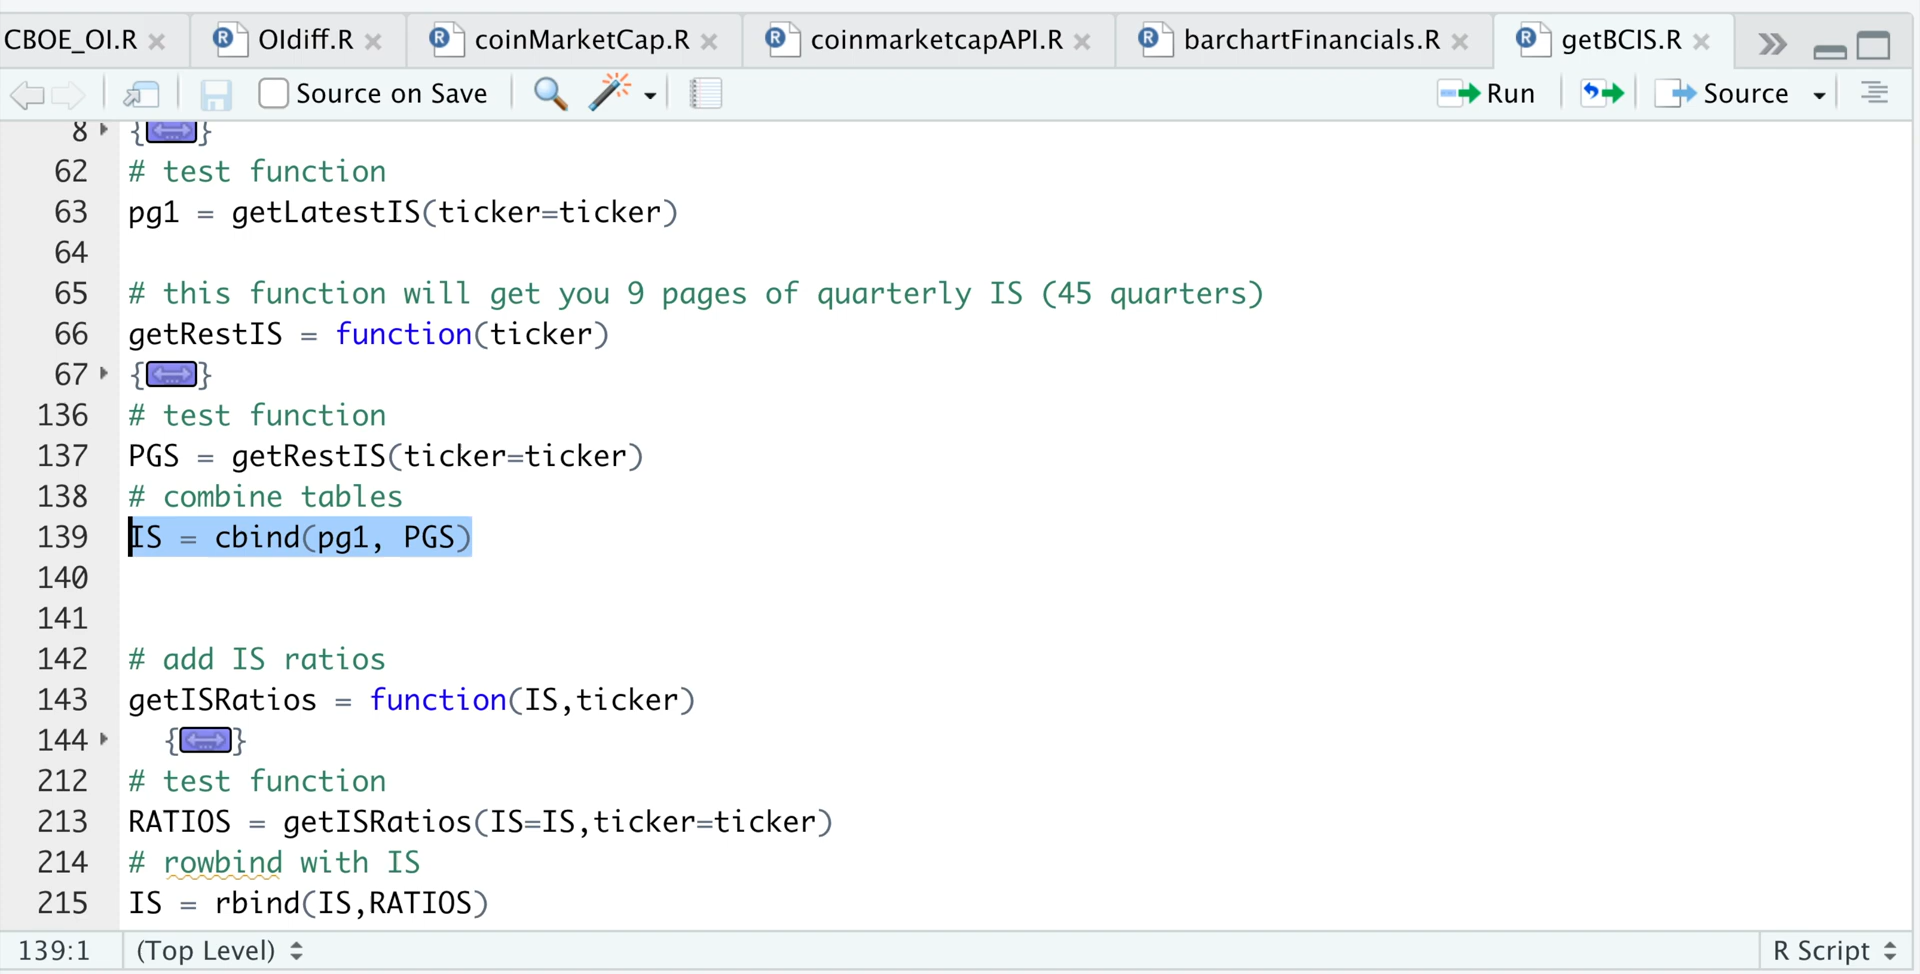 CBOE_OI.R OIdiff.R coinMarketCap.R coinmarketcapAPI.R barchartFinancials.R getBCIS.R
Source on Save Run Source
8 {...}
62 # test function
63 pg1 = getLatestIS(ticker=ticker)
64
65 # this function will get you 9 pages of quarterly IS (45 quarters)
66 getRestIS = function(ticker)
67 {...}
136 # test function
137 PGS = getRestIS(ticker=ticker)
138 # combine tables
139 IS = cbind(pg1, PGS)
140
141
142 # add IS ratios
143 getISRatios = function(IS,ticker)
144 {...}
212 # test function
213 RATIOS = getISRatios(IS=IS,ticker=ticker)
214 # rowbind with IS
215 IS = rbind(IS,RATIOS)
139:1 (Top Level) R Script